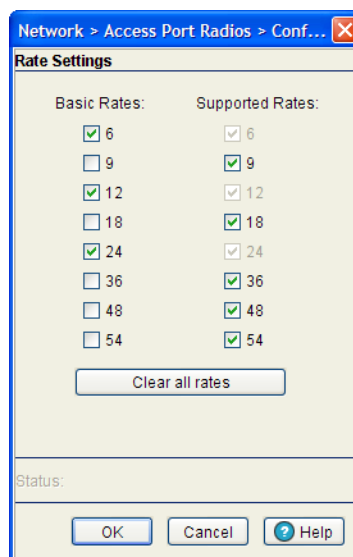 Network > Access Port Radios > Conf...
Rate Settings
Basic Rates: Supported Rates:
6 6
9 9
12 12
18 18
24 24
36 36
48 48
54 54
Clear all rates
Status:
OK Cancel ? Help